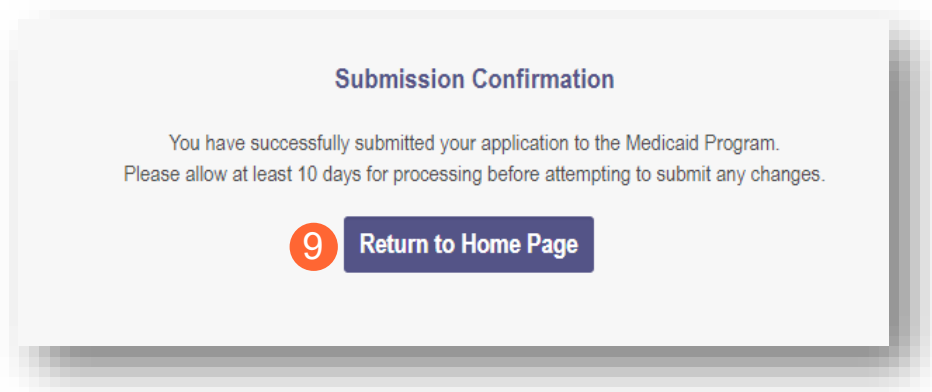 Submission Confirmation
You have successfully submitted your application to the Medicaid Program.
Please allow at least 10 days for processing before attempting to submit any changes.
9 Return to Home Page